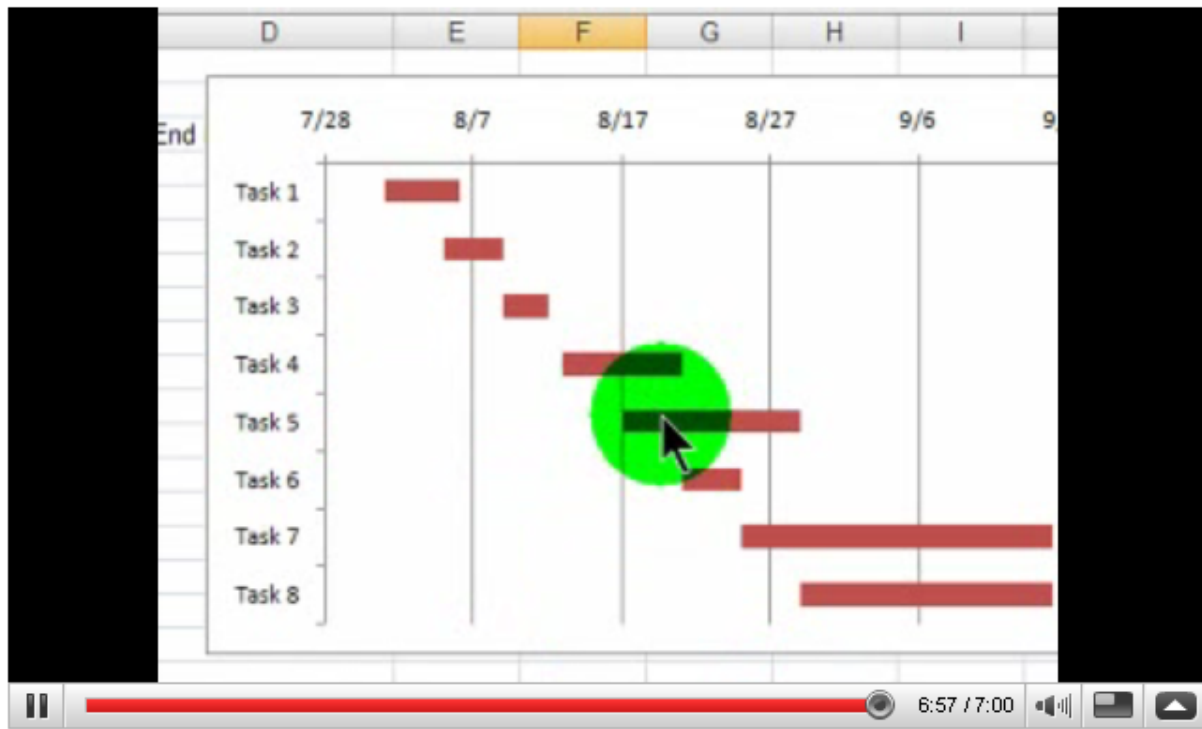 D E F G H I
7/28 8/7 8/17 8/27 9/6 9
End
Task 1
Task 2
Task 3
Task 4
Task 5
Task 6
Task 7
Task 8
6:57 / 7:00